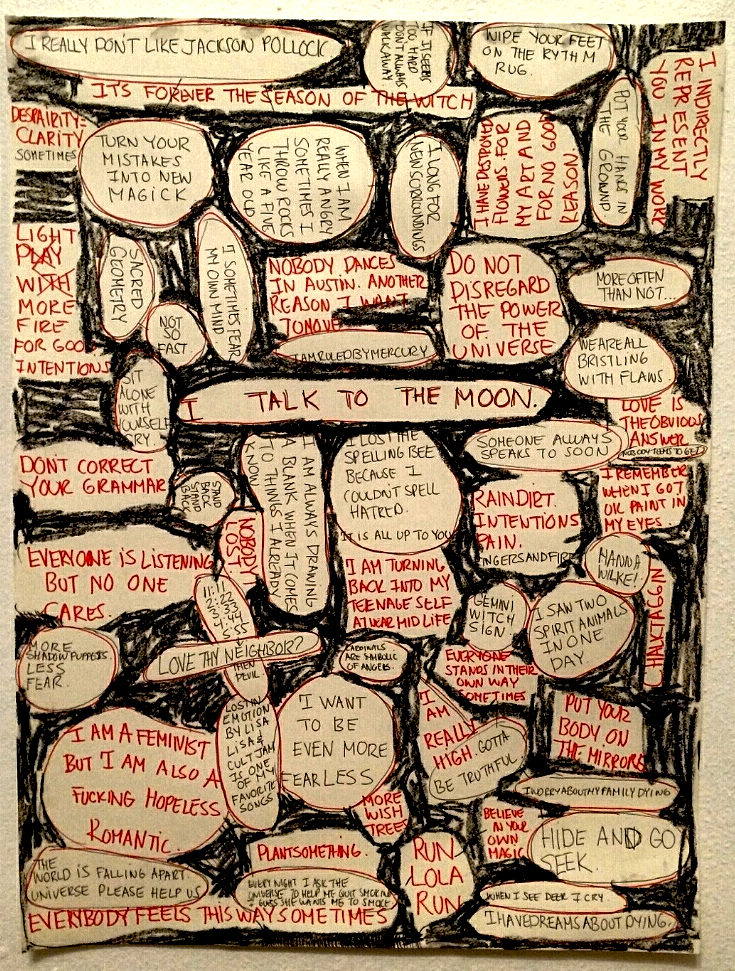 I REALLY DON'T LIKE JACKSON POLLOCK
IF IT SEEMS
TOO HARD
DON'T ALWAYS
WALK AWAY
WIPE YOUR FEET
ON THE RYTHM
RUG.
I INDIRECTLY
REPRESENT
YOU IN MY WORK
IT'S FOREVER THE SEASON OF THE WITCH
PUT YOUR HANDS IN
THE GROUND
DESPAIRITY-
CLARITY
SOMETIMES
TURN YOUR
MISTAKES
INTO NEW
MAGICK
WHEN I AM
REALLY ANGRY
SOMETIMES I
THROW ROCKS
LIKE A FIVE
YEAR OLD
I LONG FOR
NEW SORROUNDINGS
I HAVE DISTROYED
FLOWERS FOR
MY ART AND
FOR NO GOOD
REASON
LIGHT
PLAY
WITH
MORE
FIRE
FOR GOOD
INTENTIONS
SACRED
GEOMETRY
I SOMETIMES FEAR
MY OWN MIND
NOT
SO
FAST
NOBODY DANCES
IN AUSTIN. ANOTHER
REASON I WANT
TO MOVE
I AM RULED BY MERCURY
DO NOT
DISREGARD
THE POWER
OF THE
UNIVERSE
MORE OFTEN
THAN NOT...
WE ARE ALL
BRISTLING
WITH FLAWS.
SIT
ALONE
WITH
YOURSELF
CRY.
I TALK TO THE MOON.
LOVE IS
THE OBVIOUS
ANSWER
NOBODY SEEMS TO GET
DON'T CORRECT
YOUR GRAMMAR
STAND
BACK
STAND
BACK
I AM ALWAYS DRAWING
A BLANK WHEN IT COMES
TO THINGS I ALREADY
KNOW
I LOST THE
SPELLING BEE
BECAUSE I
COULDN'T SPELL
HATRED.
IT IS ALL UP TO YOU
SOMEONE ALWAYS
SPEAKS TO SOON
RAIN DIRT.
INTENTIONS
PAIN.
FINGERS AND FIRE
I REMEMBER
WHEN I GOT
OIL PAINT IN
MY EYES.
NOBODY
LOST
EVERYONE IS LISTENING
BUT NO ONE
CARES.
I AM TURNING
BACK INTO MY
TEENAGE SELF
AT NEAR MID LIFE
HANNA
WILKE!
11:11
2:22
3:33
4:44
5:55
GEMINI
WITCH
SIGN
I SAW TWO
SPIRIT ANIMALS
IN ONE
DAY.
CHALK TAGGIN
MORE
SHADOW PUPPETS.
LESS
FEAR.
LOVE THY NEIGHBOR?
THEN
DEVIL
CARDINALS
ARE SYMBOLIC
OF ANGELS.
EVERYONE
STANDS IN THEIR
OWN WAY
SOMETIMES
I AM A FEMINIST
BUT I AM ALSO A
FUCKING HOPELESS
ROMANTIC.
LOST IN
EMOTION
BY LISA
LISA &
CULT JAM
IS ONE
OF MY
FAVORITE
SONGS
I WANT
TO BE
EVEN MORE
FEARLESS
I
AM
REALLY
HIGH.
GOTTA
BE TRUTHFUL
PUT YOUR
BODY ON
THE MIRRORS
I WORRY ABOUT MY FAMILY DYING
MORE
WISH
TREES
BELIEVE
IN YOUR
OWN
MAGIC
HIDE AND GO
SEEK.
THE
WORLD IS FALLING APART.
UNIVERSE PLEASE HELP US
PLANT SOMETHING.
EVERY NIGHT I ASK THE
UNIVERSE TO HELP ME QUIT SMOKING
I GUESS SHE WANTS ME TO SMOKE
RUN
LOLA
RUN
WHEN I SEE DEER I CRY
I HAVE DREAMS ABOUT DYING.
EVERYBODY FEELS THIS WAY SOMETIMES